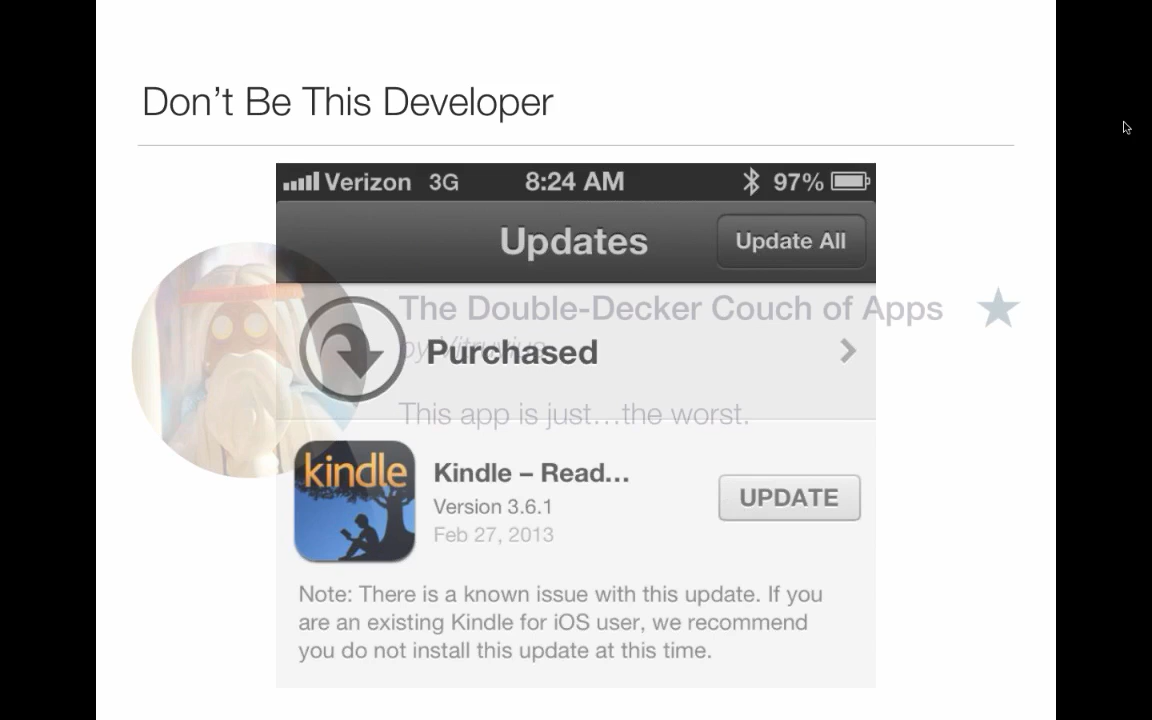 Don't Be This Developer
Verizon 3G 8:24 AM 97%
Updates Update All
The Double-Decker Couch of Apps
by Vitruvius
Purchased
This app is just...the worst.
kindle
Kindle – Read...
Version 3.6.1
UPDATE
Feb 27, 2013
Note: There is a known issue with this update. If you
are an existing Kindle for iOS user, we recommend
you do not install this update at this time.